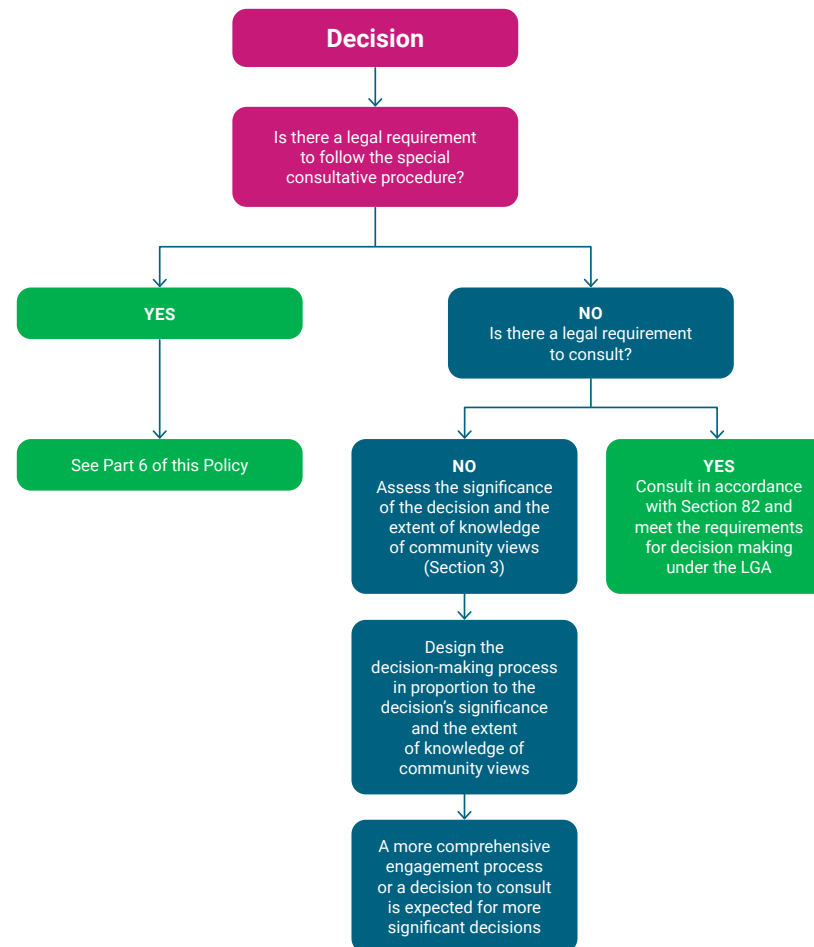 Decision
Is there a legal requirement
to follow the special
consultative procedure?
YES
NO
Is there a legal requirement
to consult?
See Part 6 of this Policy
NO
Assess the significance
of the decision and the
extent of knowledge
of community views
(Section 3)
YES
Consult in accordance
with Section 82 and
meet the requirements
for decision making
under the LGA
Design the
decision-making process
in proportion to the
decision’s significance
and the extent
of knowledge of
community views
A more comprehensive
engagement process
or a decision to consult
is expected for more
significant decisions